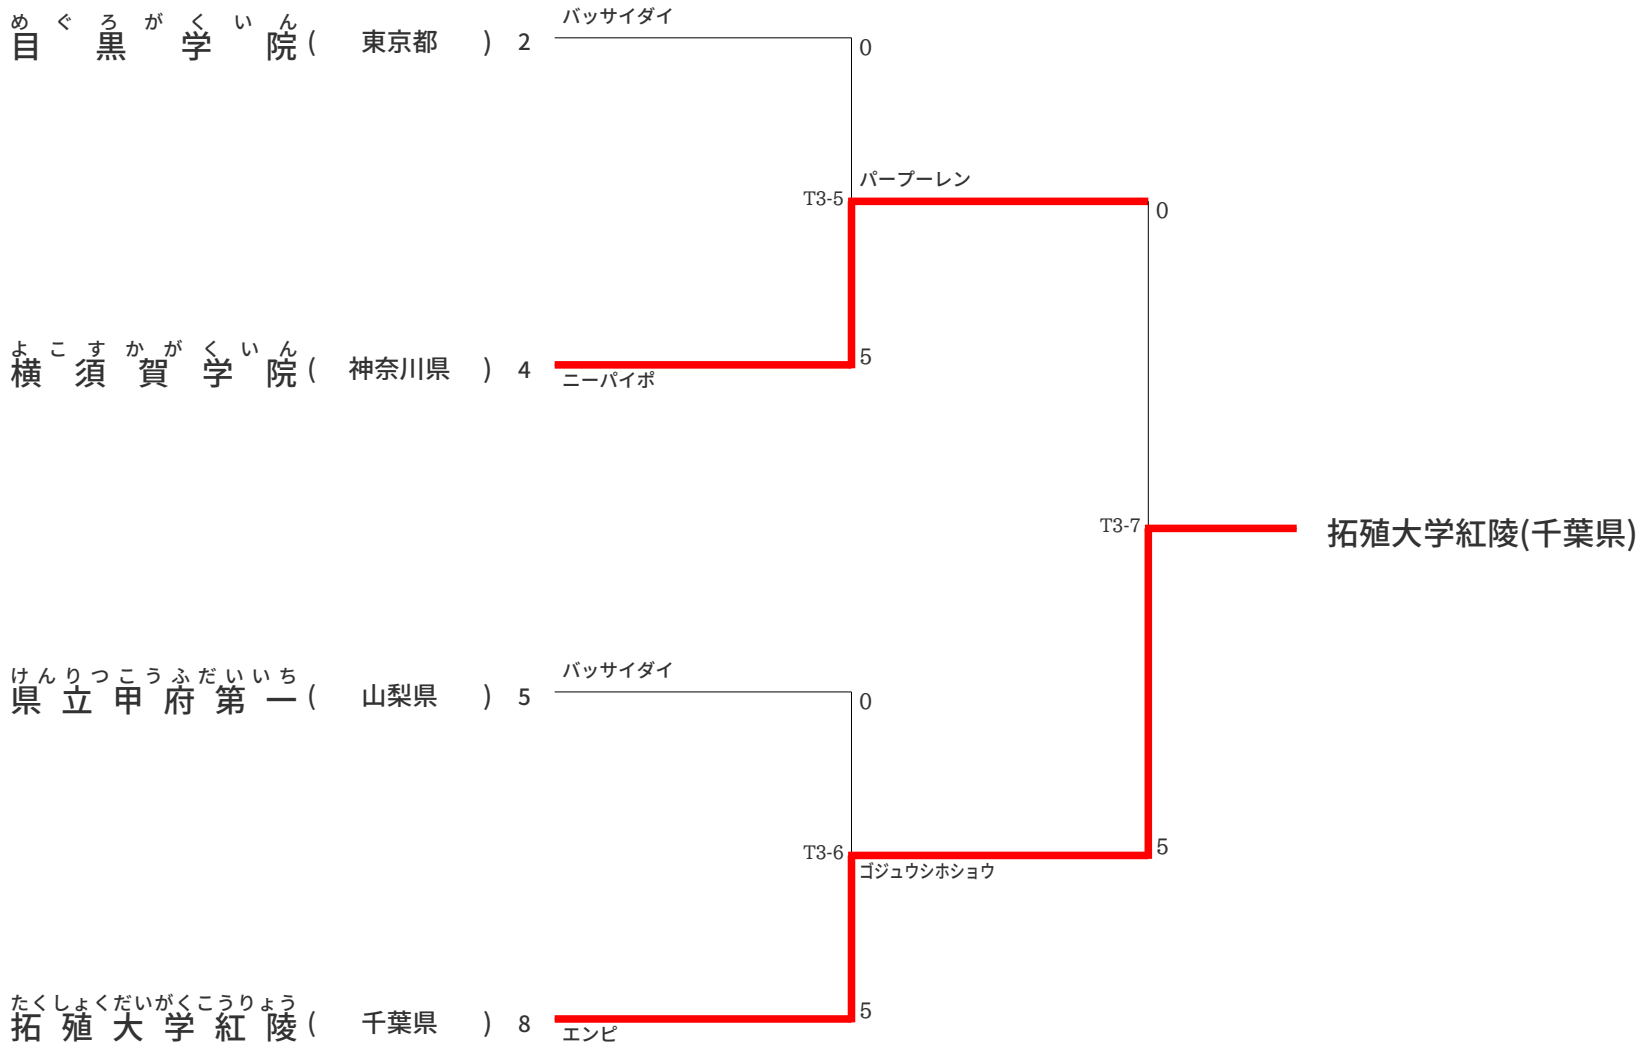 めぐろがくいん
目黒学院(東京都)2
バッサイダイ
0
T3-5
パープーレン
0
よこすかがくいん
横須賀学院(神奈川県)4
ニーパイポ
5
T3-7
拓殖大学紅陵(千葉県)
けんりつこうふだいいち
県立甲府第一(山梨県)5
バッサイダイ
0
T3-6
ゴジュウシホショウ
5
たくしょくだいがくこうりょう
拓殖大学紅陵(千葉県)8
エンピ
5